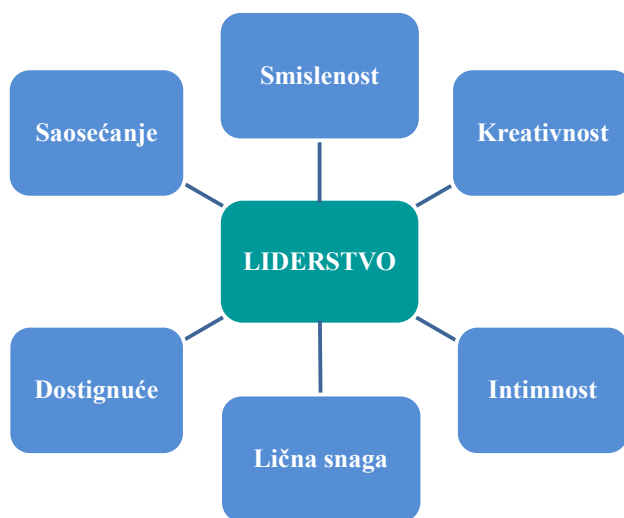 Smislenost
Saosećanje
Kreativnost
LIDERSTVO
Dostignuće
Intimnost
Lična snaga